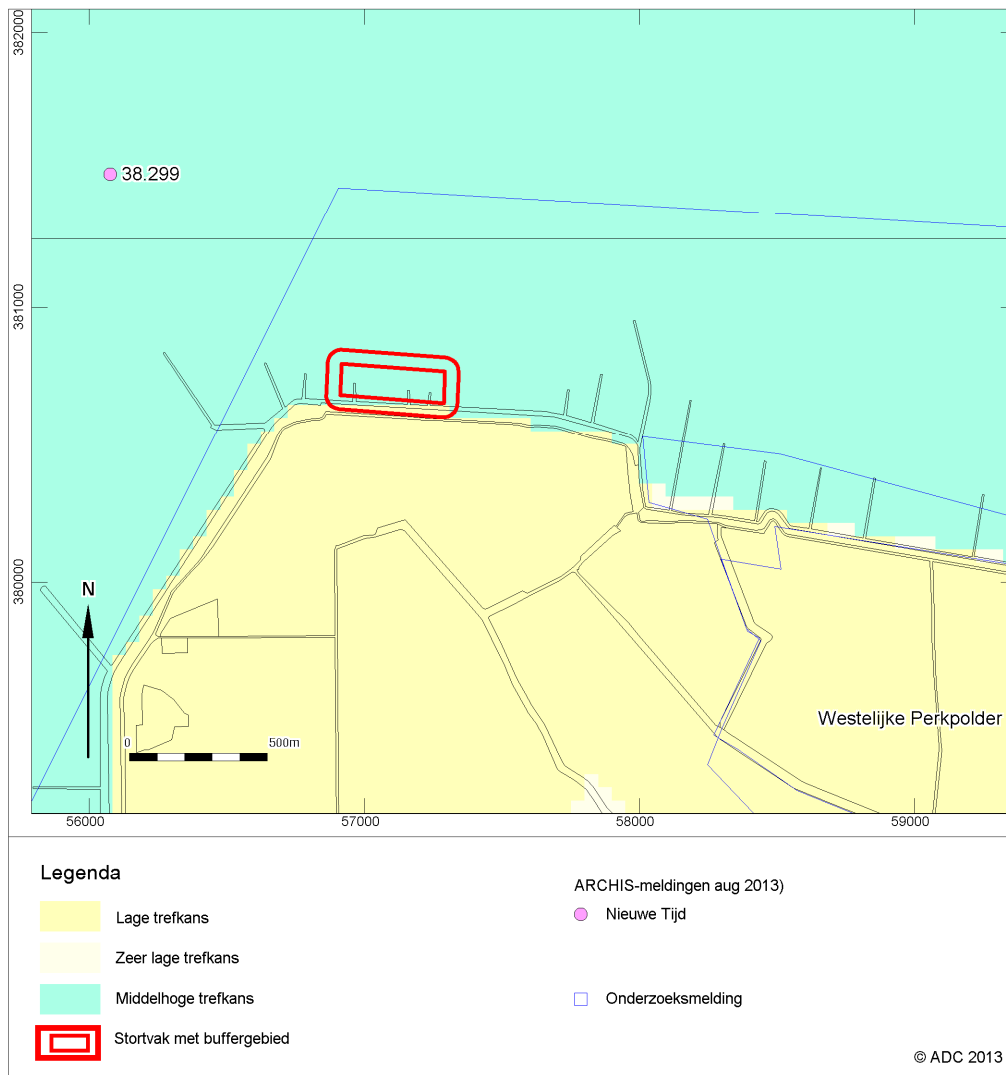 382000
38.299
381000
380000
N
0 500m
Westelijke Perkpolder
56000 57000 58000 59000
Legenda
Lage trefkans
Zeer lage trefkans
Middelhoge trefkans
Stortvak met buffergebied
ARCHIS-meldingen aug 2013)
Nieuwe Tijd
Onderzoeksmelding
© ADC 2013